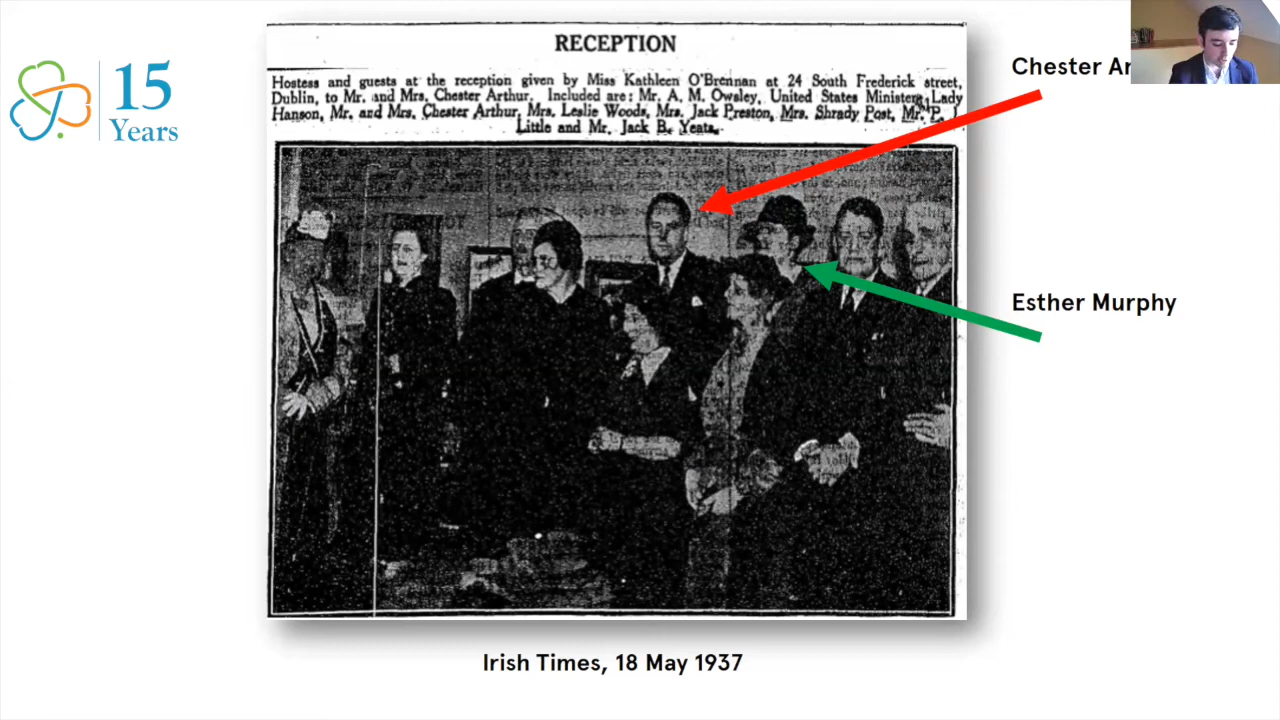 15
Years
RECEPTION
Hostess and guests at the reception given by Miss Kathleen O'Brennan at 24 South Frederick street,
Dublin, to Mr. and Mrs. Chester Arthur. Included are: Mr. A. M. Owsley, United States Minister; Lady
Hanson, Mr. and Mrs. Chester Arthur, Mrs. Leslie Woods, Mrs. Jack Preston, Mrs. Shrady Post, Mr. P. J.
Little and Mr. Jack B. Yeats.
Chester Ar
Esther Murphy
Irish Times, 18 May 1937